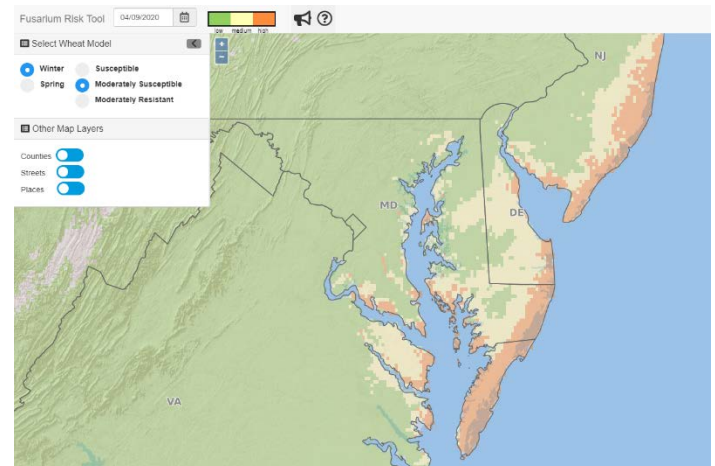 Fusarium Risk Tool 04/09/2020
low medium high
Select Wheat Model
Winter Susceptible
Spring Moderately Susceptible
Moderately Resistant
Other Map Layers
Counties
Streets
Places
+
−
NJ
MD
DE
VA